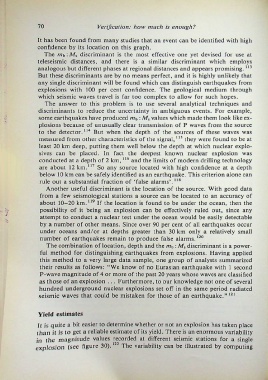 70 Verification: how much is enough?
It has been found from many studies that an event can be identified with high
confidence by its location on this graph.
The mb : Ms discriminant is the most effective one yet devised for use at
teleseismic distances, and there is a similar discriminant which employs
analogous but different phases at regional distances and appears promising.
But these discriminants are by no means perfect, and it is highly unlikely that
any single discriminant will be found which can distinguish earthquakes from
explosions with 100 per cent confidence. The geological medium through
which seismic waves travel is far too complex to allow for such hopes.
The answer to this problem is to use several analytical techniques and
discriminants to reduce the uncertainty in ambiguous events. For example,
some earthquakes have produced mb : Ms values which made them look like ex-
plosions because of unusually clear transmission of P waves from the source
to the detector. But when the depth of the sources of these waves was
measured from other characteristics of the signal, they were found to be at
least 20 km deep, putting them well below the depth at which nuclear explo-
sives can be placed. In fact the deepest known nuclear explosion was
conducted at a depth of 2 km, and the limits of modern drilling technology
are about 12 km. So any source located with high confidence at a depth
below 10 km can be safely identified as an earthquake. This criterion alone can
rule out a substantial fraction of 'false alarms'.
Another useful discriminant is the location of the source. With good data
from a few seismological stations a source can be located to an accuracy of
about 10–20 km. If the location is found to be under the ocean, then the
possibility of it being an explosion can be effectively ruled out, since any
attempt to conduct a nuclear test under the ocean would be easily detectable
by a number of other means. Since over 90 per cent of all earthquakes occur
under oceans and/or at depths greater than 30 km only a relatively small
number of earthquakes remain to produce false alarms.
The combination of location, depth and the mb : Ms discriminant is a power-
ful method for distinguishing earthquakes from explosions. Having applied
this method to a very large data sample, one group of analysts summarized
their results as follows: "We know of no Eurasian earthquake with 1 second
P-wave magnitude of 4 or more of the past 20 years whose waves are classified
as those of an explosion . . . Furthermore, to our knowledge not one of several
hundred underground nuclear explosions set off in the same period radiated
seismic waves that could be mistaken for those of an earthquake."
Yield estimates
It is quite a bit easier to determine whether or not an explosion has taken place
than it is to get a reliable estimate of its yield. There is an enormous variability
in the magnitude values recorded at different seismic stations for a single
explosion (see figure 30). The variability can be illustrated by computing